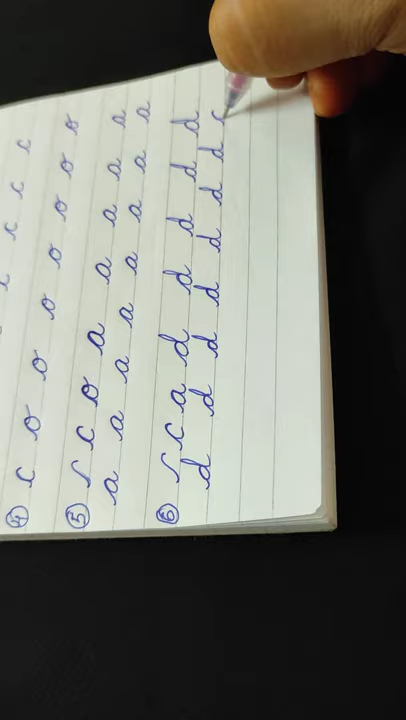 c c c c
④ c o o o o o o o
⑤ c o a a a a a
a a a a a a a a
⑥ c a d d d d d
d d d d d d d c